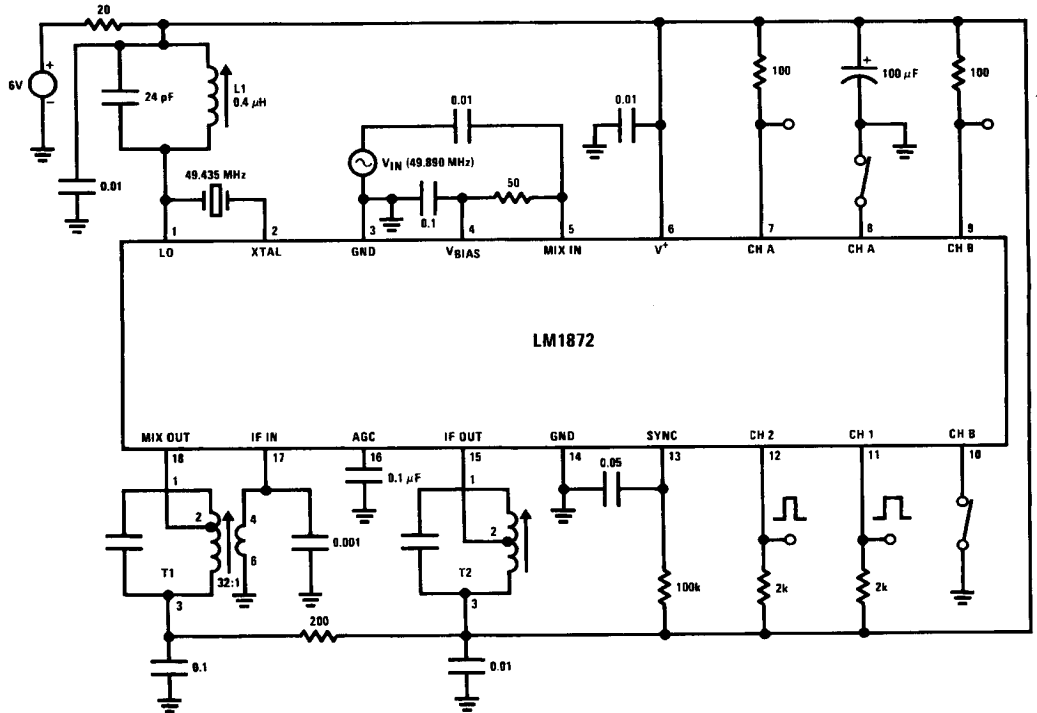 20
6V
+
−
24 pF
L1
0.4 µH
0.01
49.435 MHz
0.01
V_IN (49.890 MHz)
0.1
50
0.01
100
+
100 µF
100
1
2
3
4
5
6
7
8
9
LO
XTAL
GND
V_BIAS
MIX IN
V+
CH A
CH A
CH B
LM1872
MIX OUT
IF IN
AGC
IF OUT
GND
SYNC
CH 2
CH 1
CH B
18
17
16
15
14
13
12
11
10
1
2
T1
3
32:1
4
6
0.001
0.1 µF
1
2
T2
3
0.05
100k
2k
2k
200
0.1
0.01